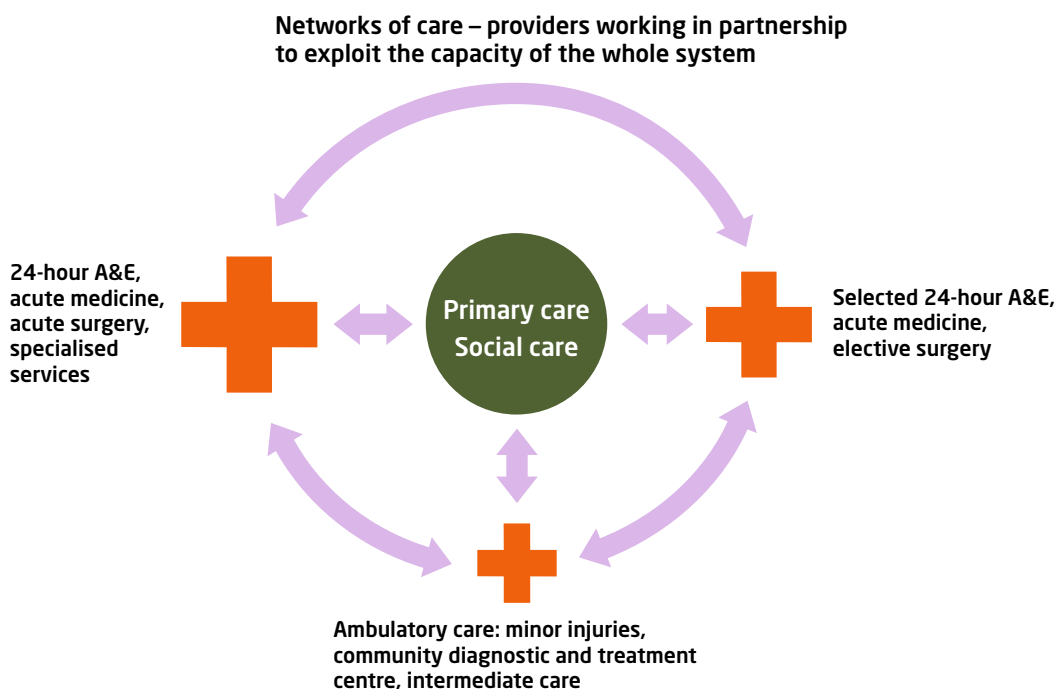 Networks of care – providers working in partnership
to exploit the capacity of the whole system
24-hour A&E,
acute medicine,
acute surgery,
specialised
services
Primary care
Social care
Selected 24-hour A&E,
acute medicine,
elective surgery
Ambulatory care: minor injuries,
community diagnostic and treatment
centre, intermediate care